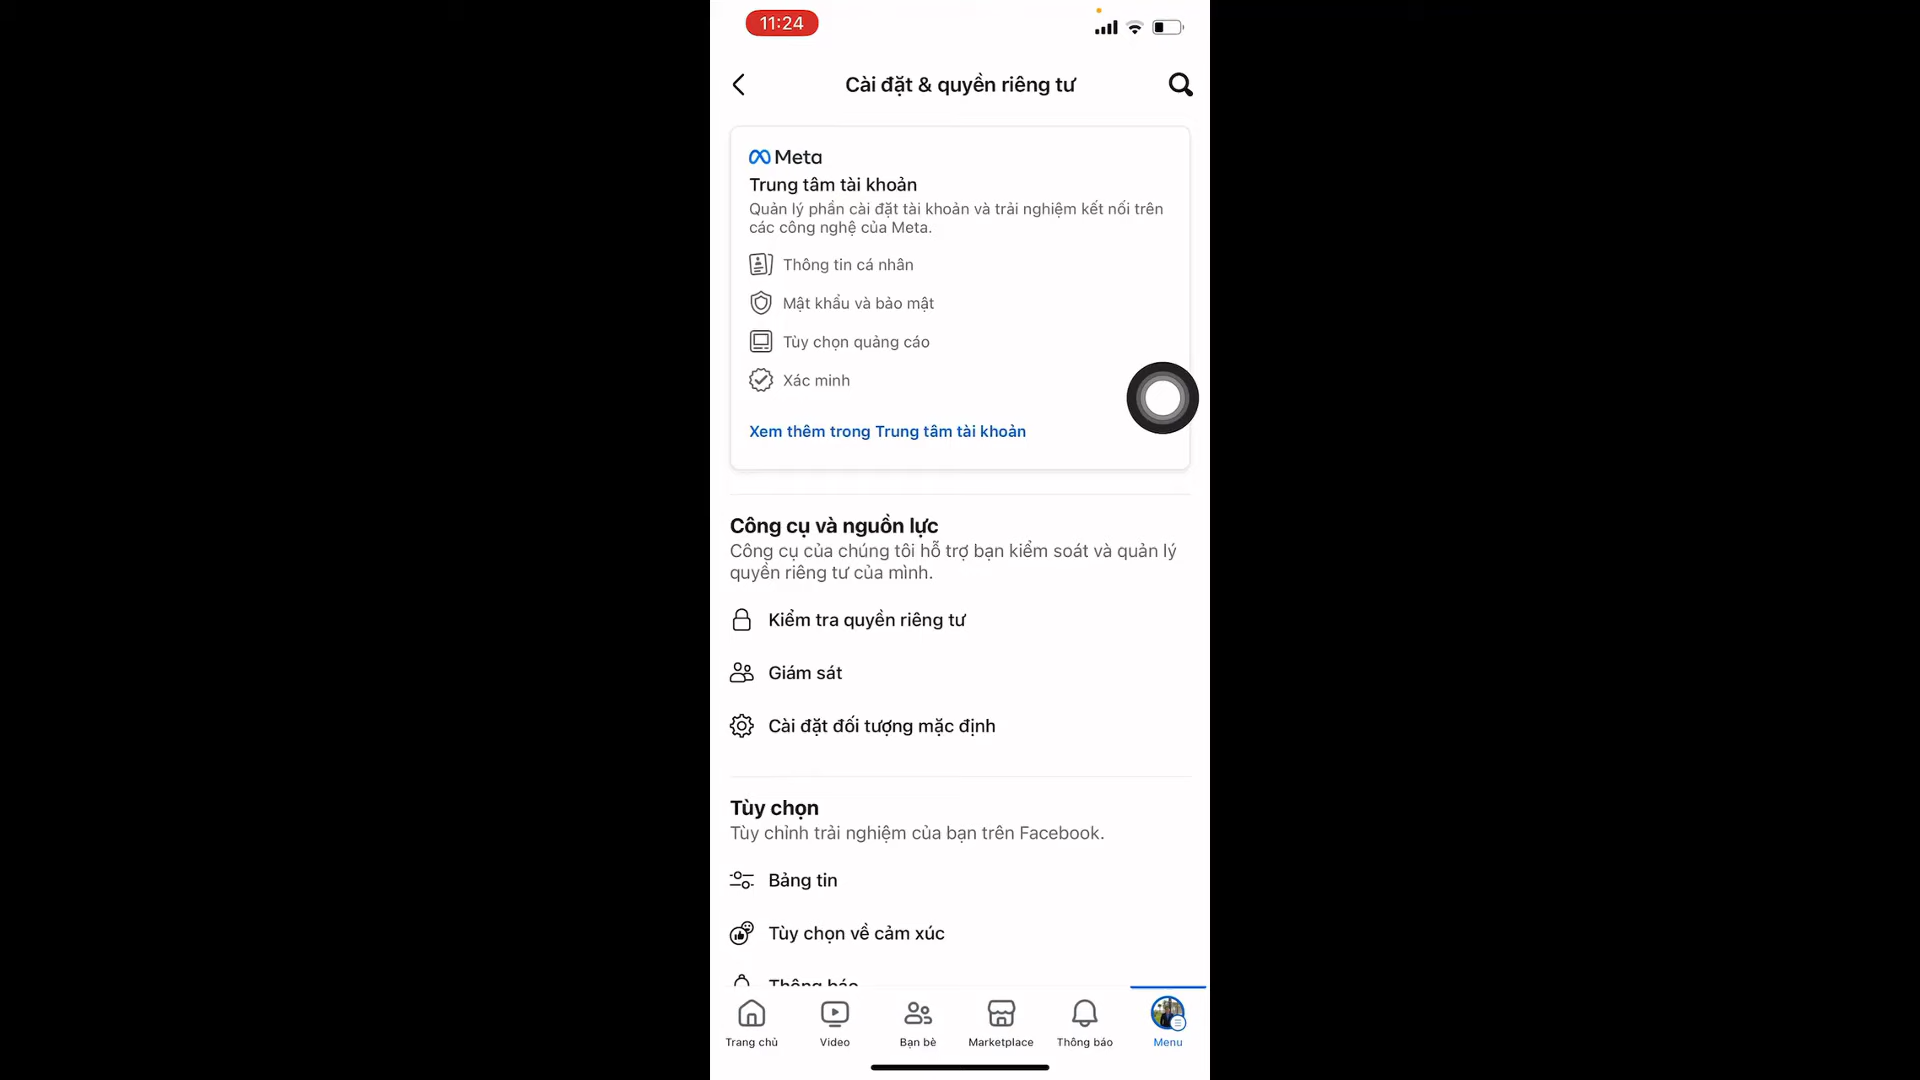 11:24
Cài đặt & quyền riêng tư
Meta
Trung tâm tài khoản
Quản lý phần cài đặt tài khoản và trải nghiệm kết nối trên
các công nghệ của Meta.
Thông tin cá nhân
Mật khẩu và bảo mật
Tùy chọn quảng cáo
Xác minh
Xem thêm trong Trung tâm tài khoản
Công cụ và nguồn lực
Công cụ của chúng tôi hỗ trợ bạn kiểm soát và quản lý
quyền riêng tư của mình.
Kiểm tra quyền riêng tư
Giám sát
Cài đặt đối tượng mặc định
Tùy chọn
Tùy chỉnh trải nghiệm của bạn trên Facebook.
Bảng tin
Tùy chọn về cảm xúc
Thông báo
Trang chủ
Video
Bạn bè
Marketplace
Thông báo
Menu